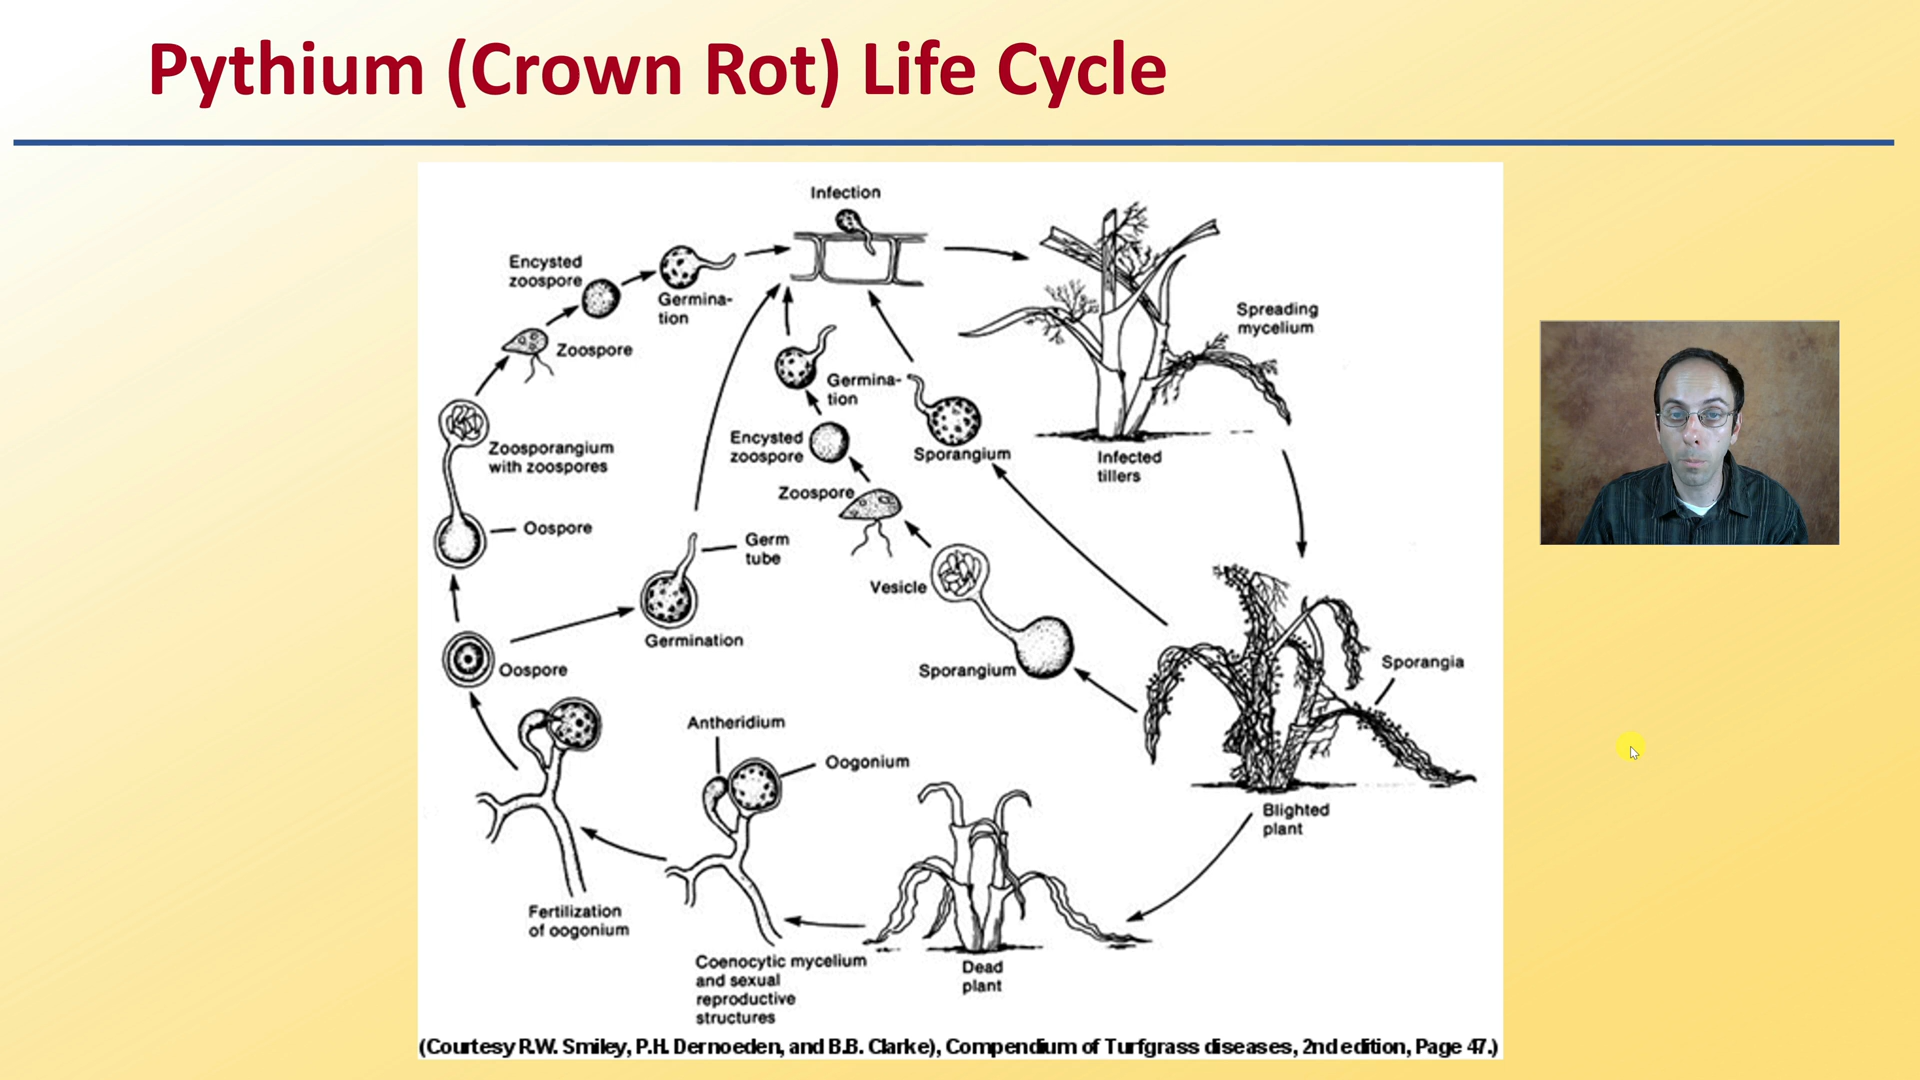 Pythium (Crown Rot) Life Cycle
Infection
Encysted
zoospore
Germina-
tion
Zoospore
Spreading
mycelium
Germina-
tion
Zoosporangium
with zoospores
Encysted
zoospore
Sporangium
Infected
tillers
Zoospore
Oospore
Germ
tube
Vesicle
Germination
Oospore
Sporangium
Sporangia
Antheridium
Oogonium
Blighted
plant
Fertilization
of oogonium
Coenocytic mycelium
and sexual
reproductive
structures
Dead
plant
(Courtesy R.W. Smiley, P.H. Dernoeden, and B.B. Clarke), Compendium of Turfgrass diseases, 2nd edition, Page 47.)